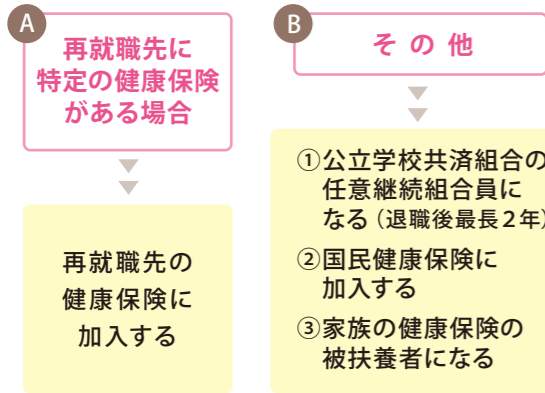 A
再就職先に
特定の健康保険
がある場合
再就職先の
健康保険に
加入する
B
その他
①公立学校共済組合の
任意継続組合員に
なる（退職後最長2年）
②国民健康保険に
加入する
③家族の健康保険の
被扶養者になる